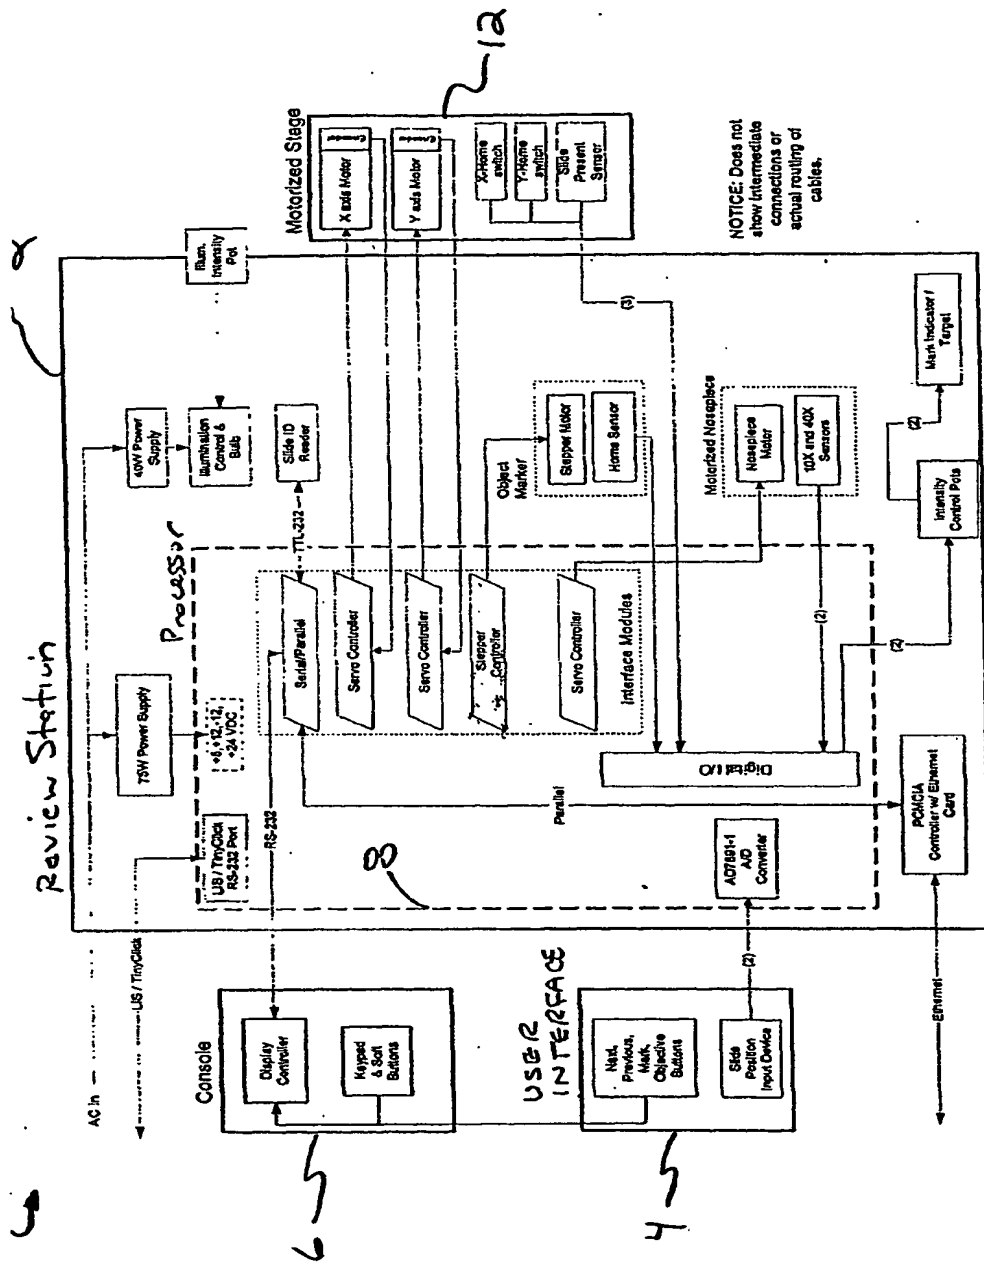 Review Station
2
AC In
LIS / TinyClick
75W Power Supply
40W Power
Supply
Illum.
Intensity
Pot
Illumination
Control &
Bulb
Slide ID
Reader
Processor
LIS / TinyClick
RS-232 Port
+5,+12,-12,
+24 VDC
Console
Display
Controller
Keypad
& Soft
Buttons
6
RS-232
TTL-232
Serial/Parallel
Servo Controller
Servo Controller
Stepper
Controller
Servo Controller
Interface Modules
Motorized Stage
X axis Motor
Y axis Motor
X-Home
switch
Y-Home
switch
Slide
Present
Sensor
12
8
Object
Marker
Stepper Motor
Home Sensor
(3)
Parallel
Digital I/O
USER
INTERFACE
Next,
Previous,
Mark,
Objective
Buttons
Slide
Position
Input Device
4
(2)
AD7891-1
A/D
Converter
Motorized Nosepiece
Nosepiece
Motor
10X and 40X
Sensors
(2)
NOTICE: Does not
show intermediate
connections or
actual routing of
cables.
(2)
Intensity
Control Pots
(2)
Mark Indicator /
Target
PCMCIA
Controller w/ Ethernet
Card
Ethernet